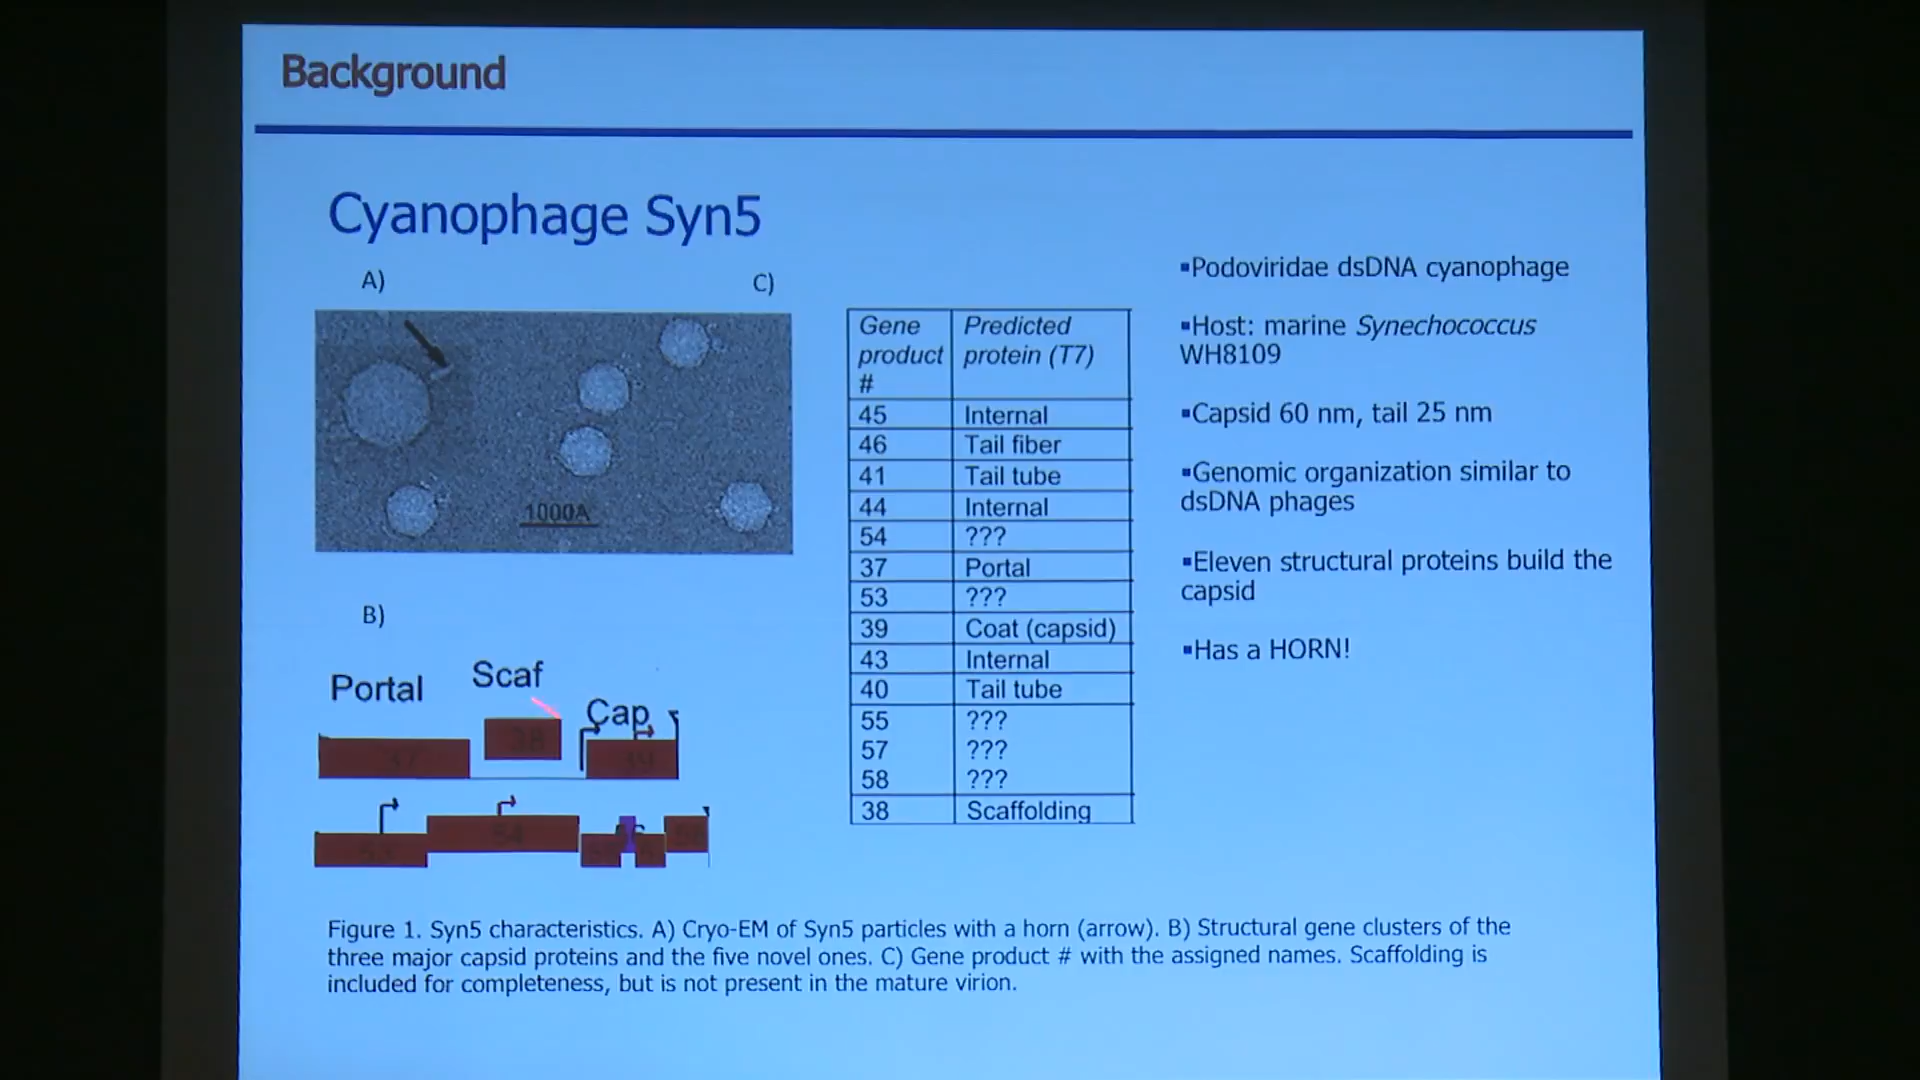 Background
Cyanophage Syn5
A)
C)
1000A
B)
Portal
Scaf
Cap
37
38
39
53
54
Gene product #
Predicted protein (T7)
45 Internal
46 Tail fiber
41 Tail tube
44 Internal
54 ???
37 Portal
53 ???
39 Coat (capsid)
43 Internal
40 Tail tube
55 ???
57 ???
58 ???
38 Scaffolding
▪Podoviridae dsDNA cyanophage
▪Host: marine Synechococcus
WH8109
▪Capsid 60 nm, tail 25 nm
▪Genomic organization similar to
dsDNA phages
▪Eleven structural proteins build the
capsid
▪Has a HORN!
Figure 1. Syn5 characteristics. A) Cryo-EM of Syn5 particles with a horn (arrow). B) Structural gene clusters of the
three major capsid proteins and the five novel ones. C) Gene product # with the assigned names. Scaffolding is
included for completeness, but is not present in the mature virion.